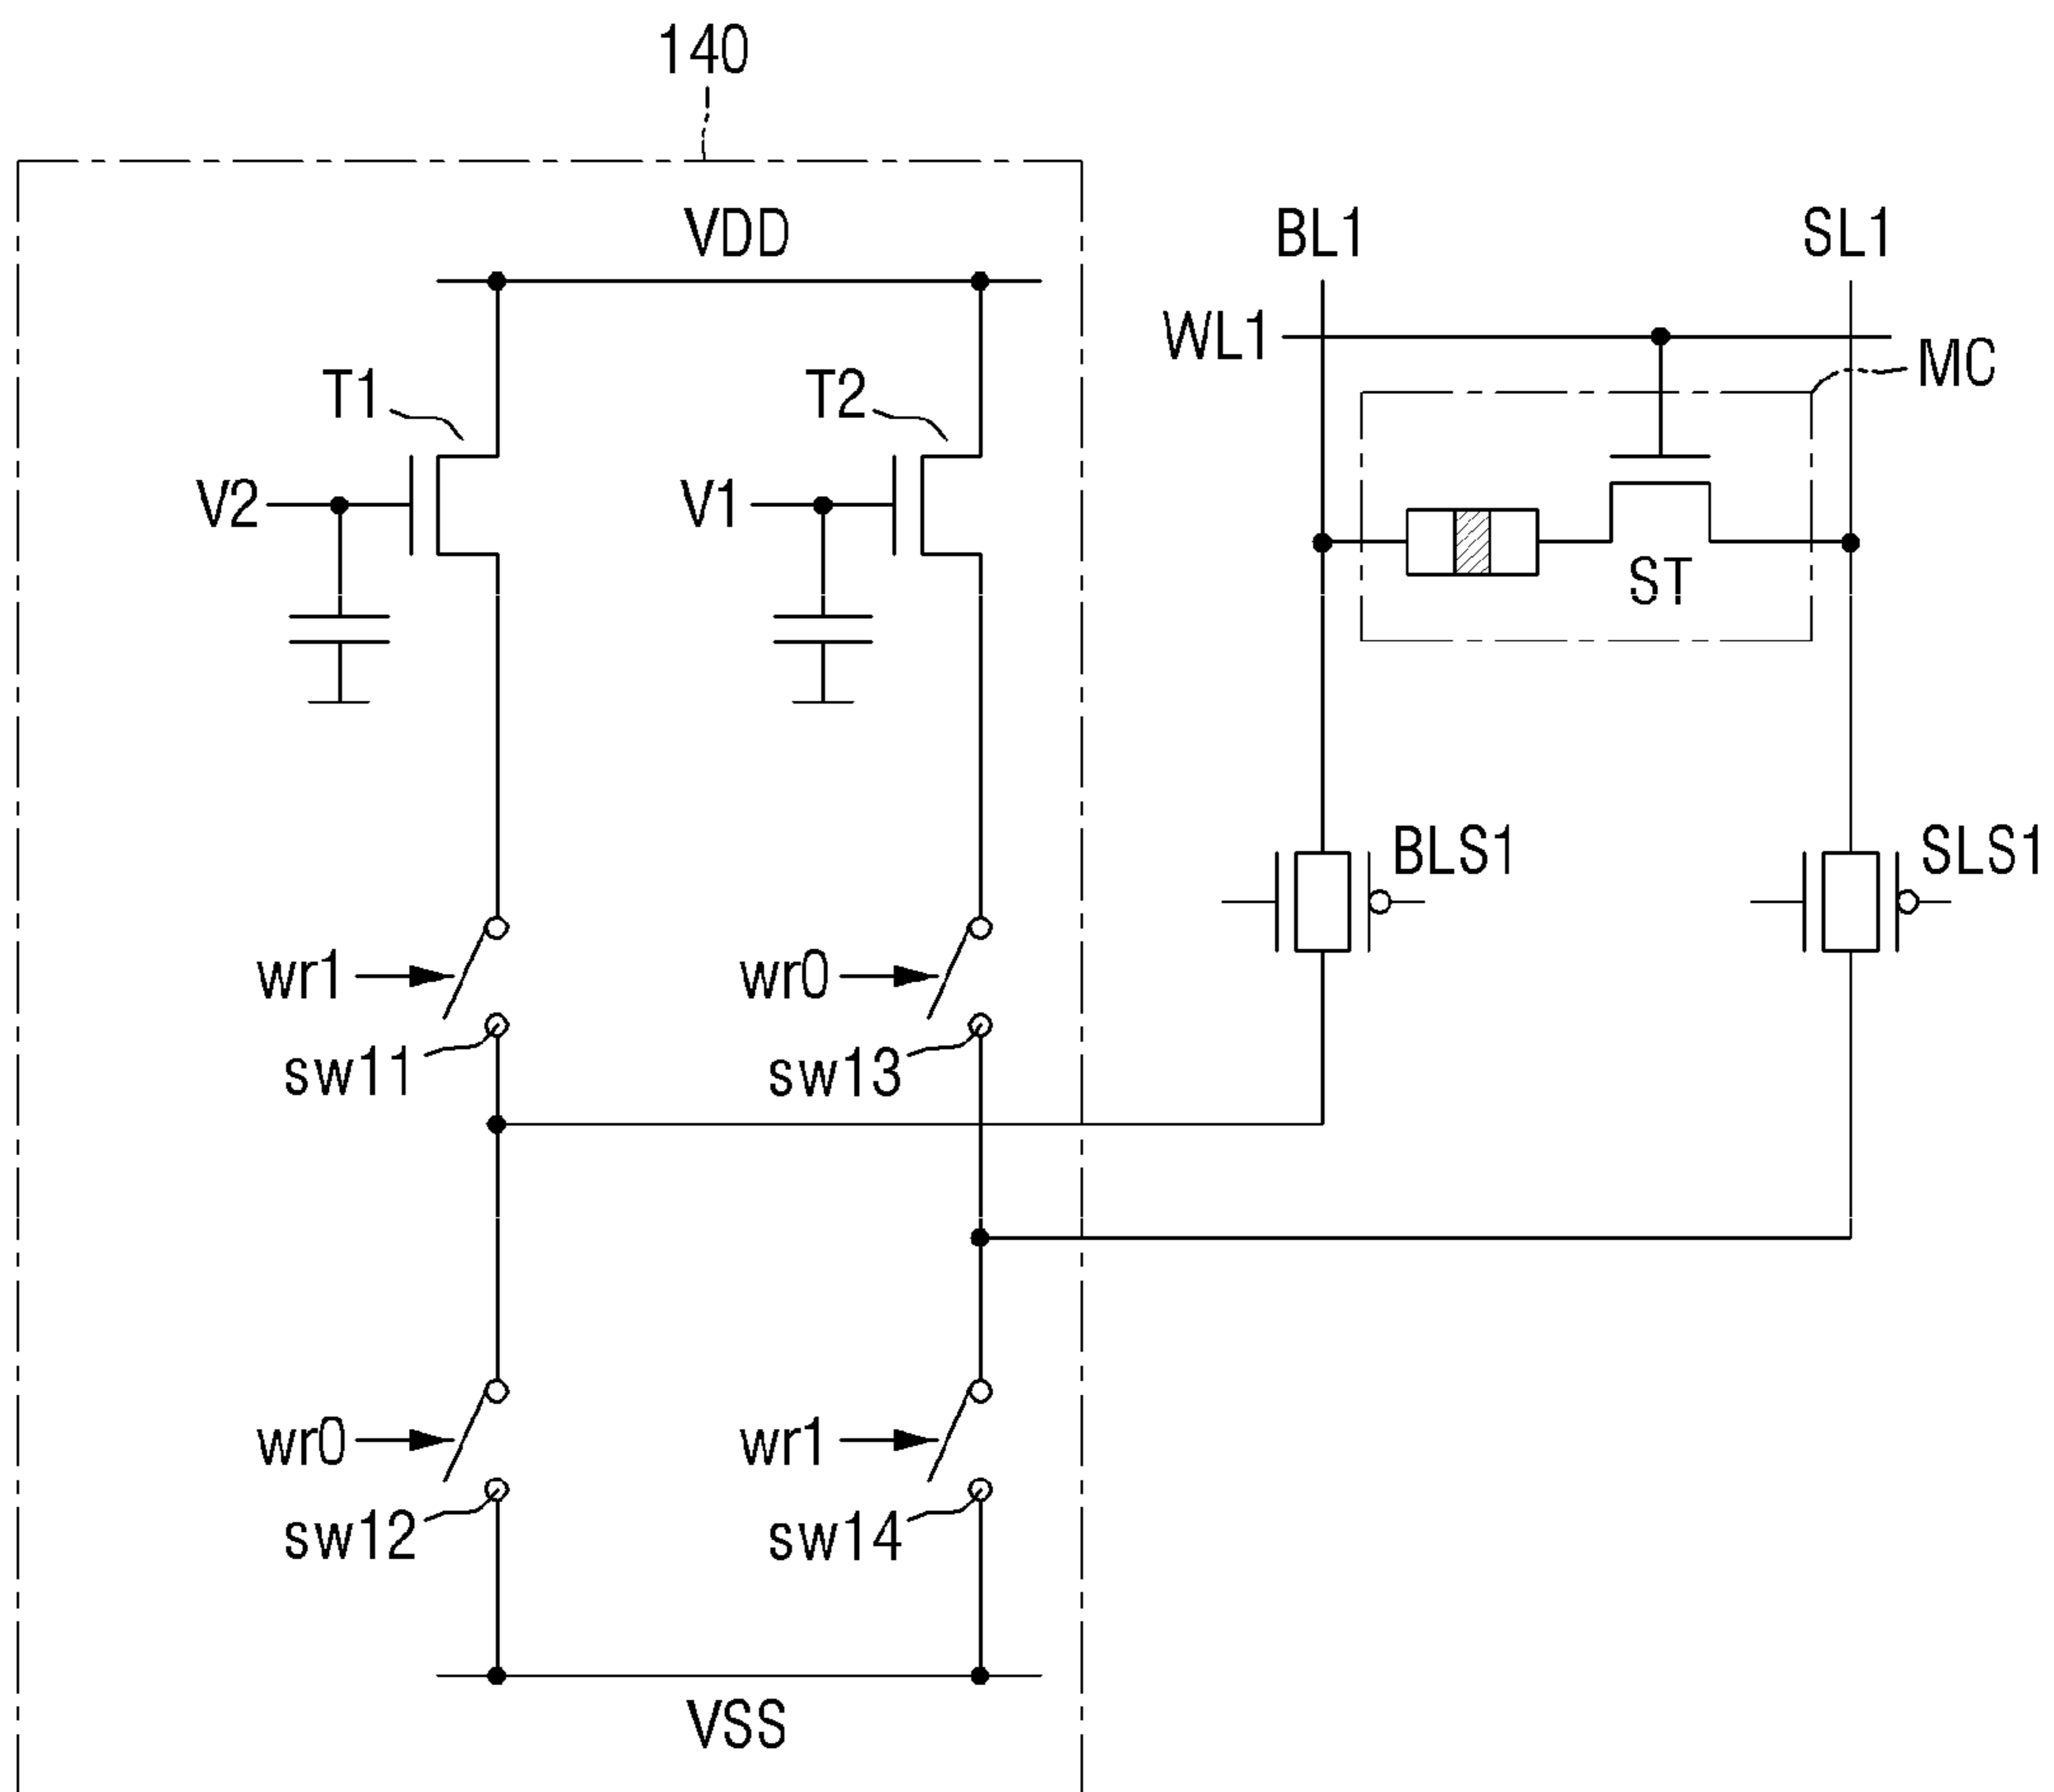 140
VDD
BL1
SL1
WL1
MC
T1
T2
V2
V1
ST
BLS1
SLS1
wr1
wr0
sw11
sw13
wr0
wr1
sw12
sw14
VSS